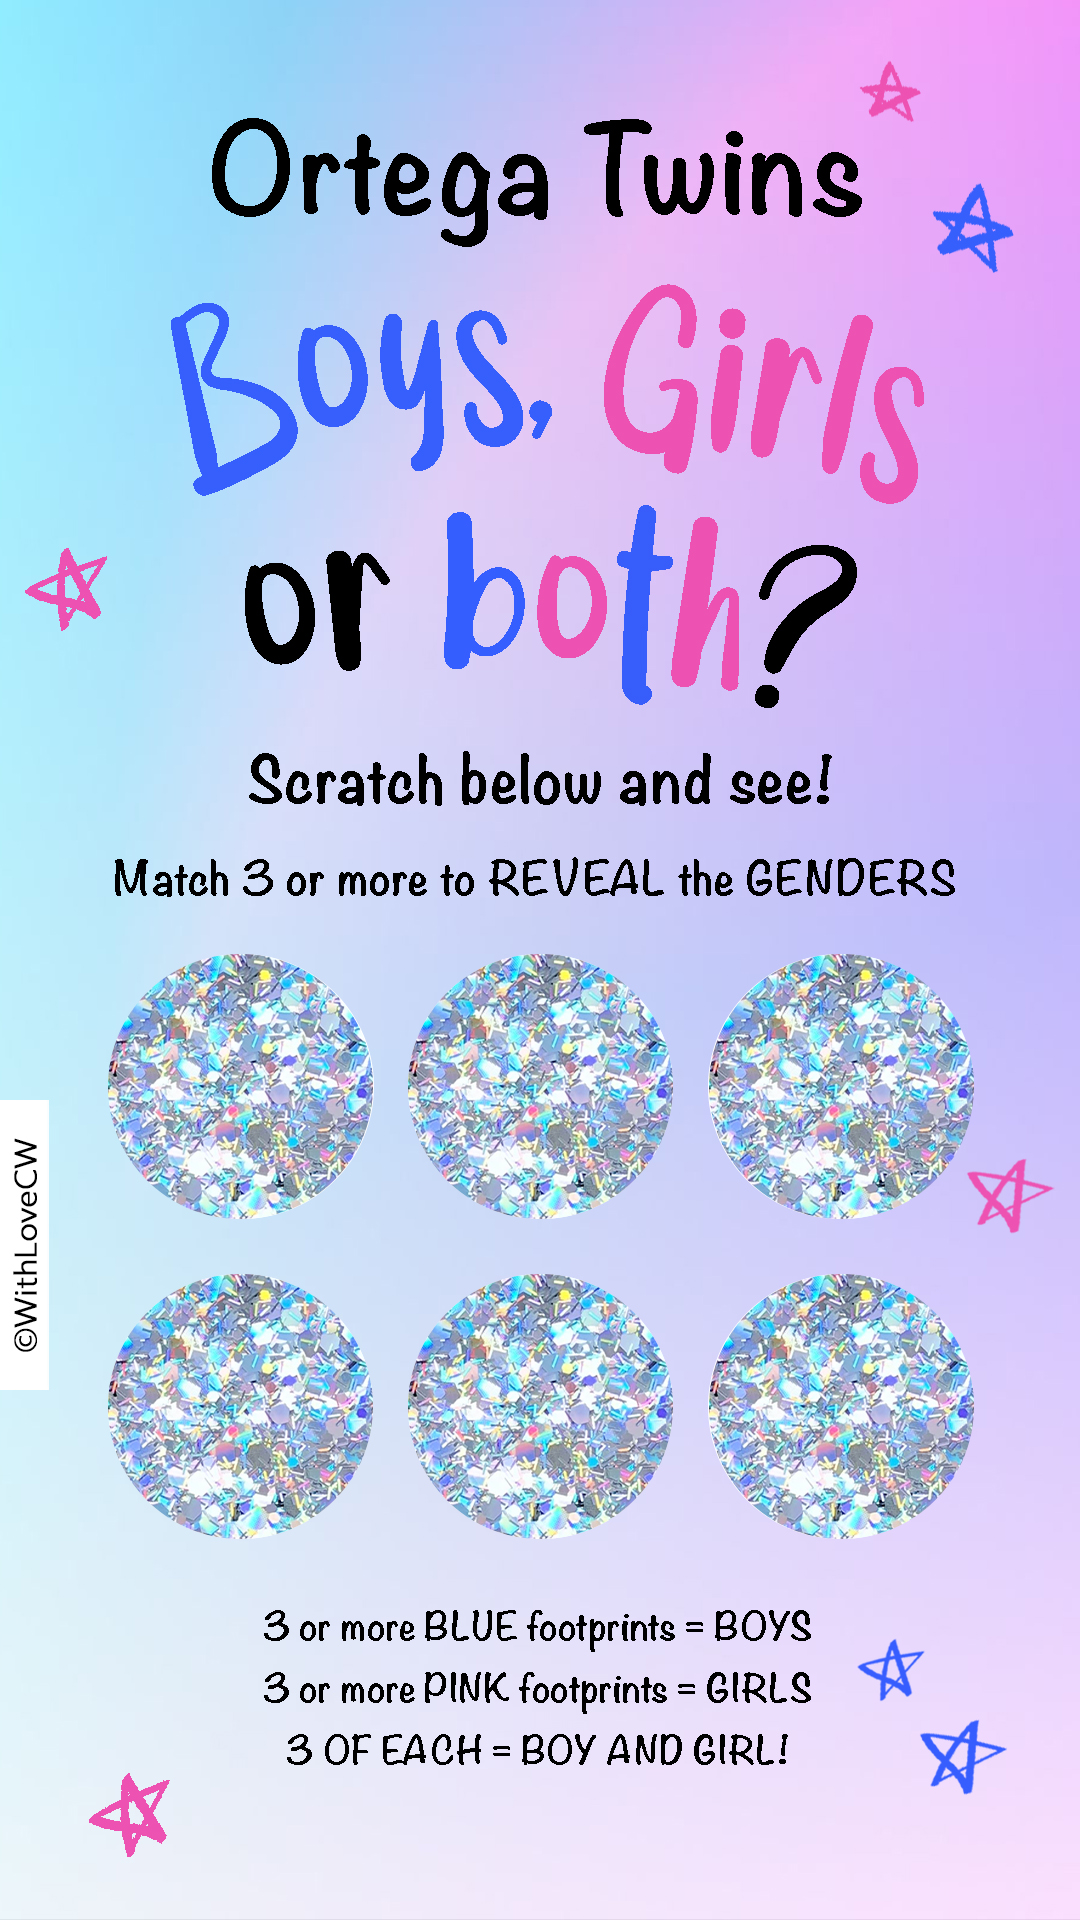 Ortega Twins
Boys, Girls
or both?
Scratch below and see!
Match 3 or more to REVEAL the GENDERS
©WithLoveCW
3 or more BLUE footprints = BOYS
3 or more PINK footprints = GIRLS
3 OF EACH = BOY AND GIRL!